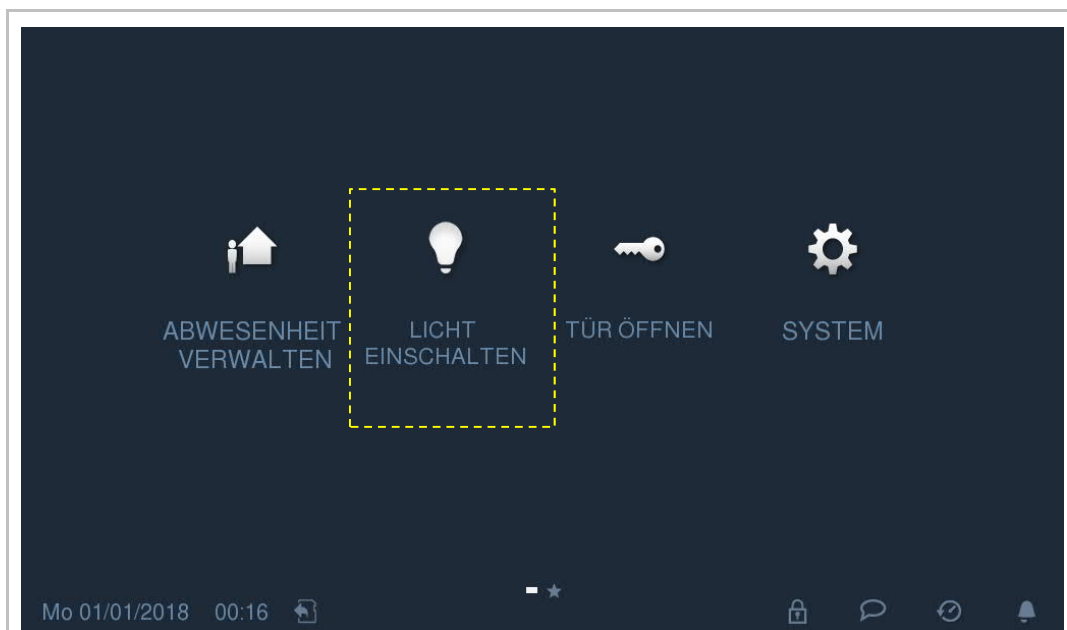 ABWESENHEIT
VERWALTEN
LICHT
EINSCHALTEN
TÜR ÖFFNEN
SYSTEM
Mo 01/01/2018 00:16